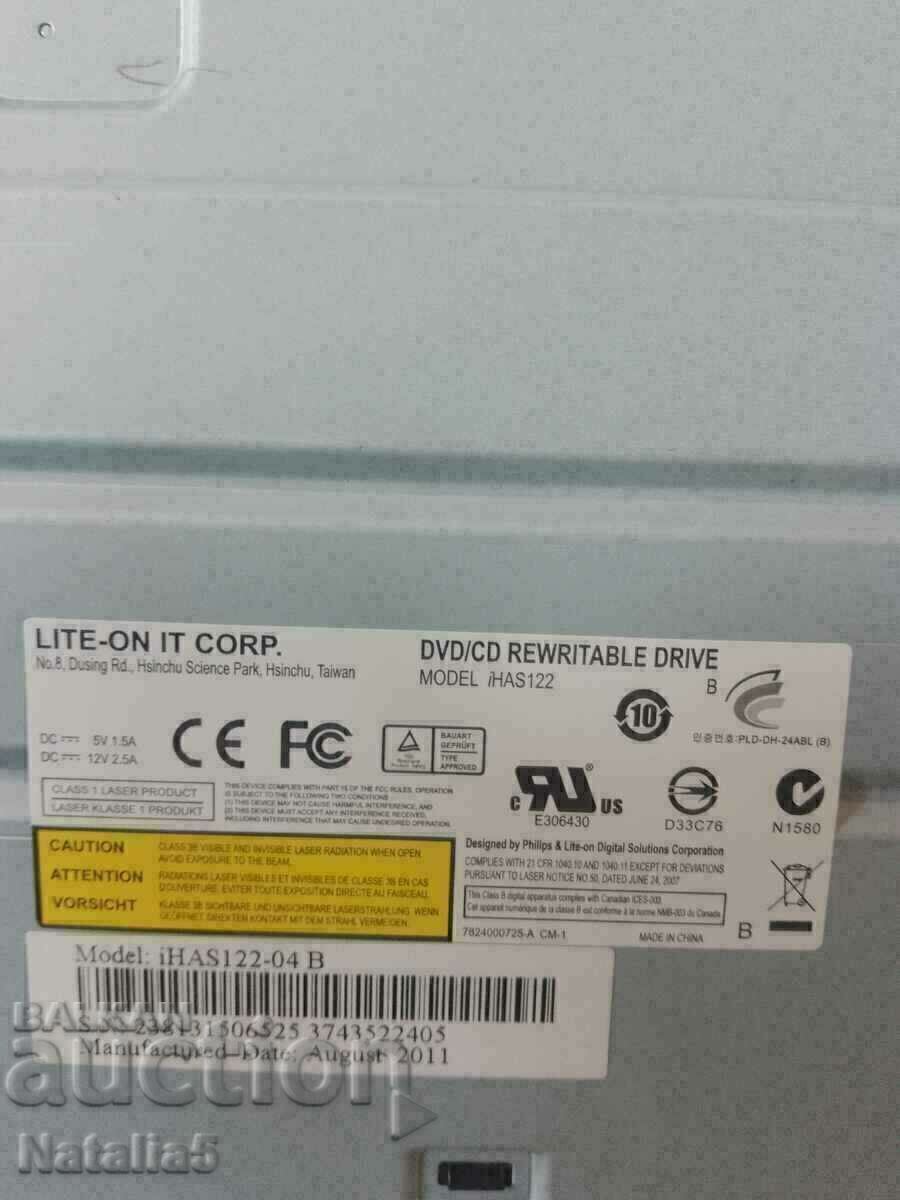 LITE-ON IT CORP.
No.8, Dusing Rd., Hsinchu Science Park, Hsinchu, Taiwan
DVD/CD REWRITABLE DRIVE
MODEL iHAS122
B
10
인증번호:PLD-DH-24ABL (B)
DC 5V 1.5A
DC 12V 2.5A
CE FC
BAUART
GEPRÜFT
TYPE
APPROVED
CLASS 1 LASER PRODUCT
LASER KLASSE 1 PRODUKT
THIS DEVICE COMPLIES WITH PART 15 OF THE FCC RULES, OPERATION
IS SUBJECT TO THE FOLLOWING TWO CONDITIONS
(1) THIS DEVICE MAY NOT CAUSE HARMFUL INTERFERENCE, AND
(2) THIS DEVICE MUST ACCEPT ANY INTERFERENCE RECEIVED,
INCLUDING INTERFERENCE THAT MAY CAUSE UNDESIRED OPERATION.
c RU US ®
E306430
D33C76
N1580
CAUTION CLASS 3B VISIBLE AND INVISIBLE LASER RADIATION WHEN OPEN
AVOID EXPOSURE TO THE BEAM.
ATTENTION RADIATIONS LASER VISIBLES ET INVISIBLES DE CLASSE 3B EN CAS
D'OUVERTURE. EVITER TOUTE EXPOSITION DIRECTE AU FAISCEAU.
VORSICHT KLASSE 3B SICHTBARE UND UNSICHTBARE LASERSTRAHLUNG, WENN
GEÖFFNET DIREKTEN KONTAKT MIT DEM STRAHL VERMEIDEN.
Designed by Philips & Lite-on Digital Solutions Corporation
COMPLIES WITH 21 CFR 1040.10 AND 1040.11 EXCEPT FOR DEVIATIONS
PURSUANT TO LASER NOTICE NO.50, DATED JUNE 24, 2007
This Class B digital apparatus complies with Canadian ICES-003.
Cet appareil numérique de la classe B est conforme à la norme NMB-003 du Canada
7824000725-A CM-1
MADE IN CHINA
B
Model: iHAS122-04 B
3743522405
Manufactured Date: August 2011
BALKAN
auction
Natalia5